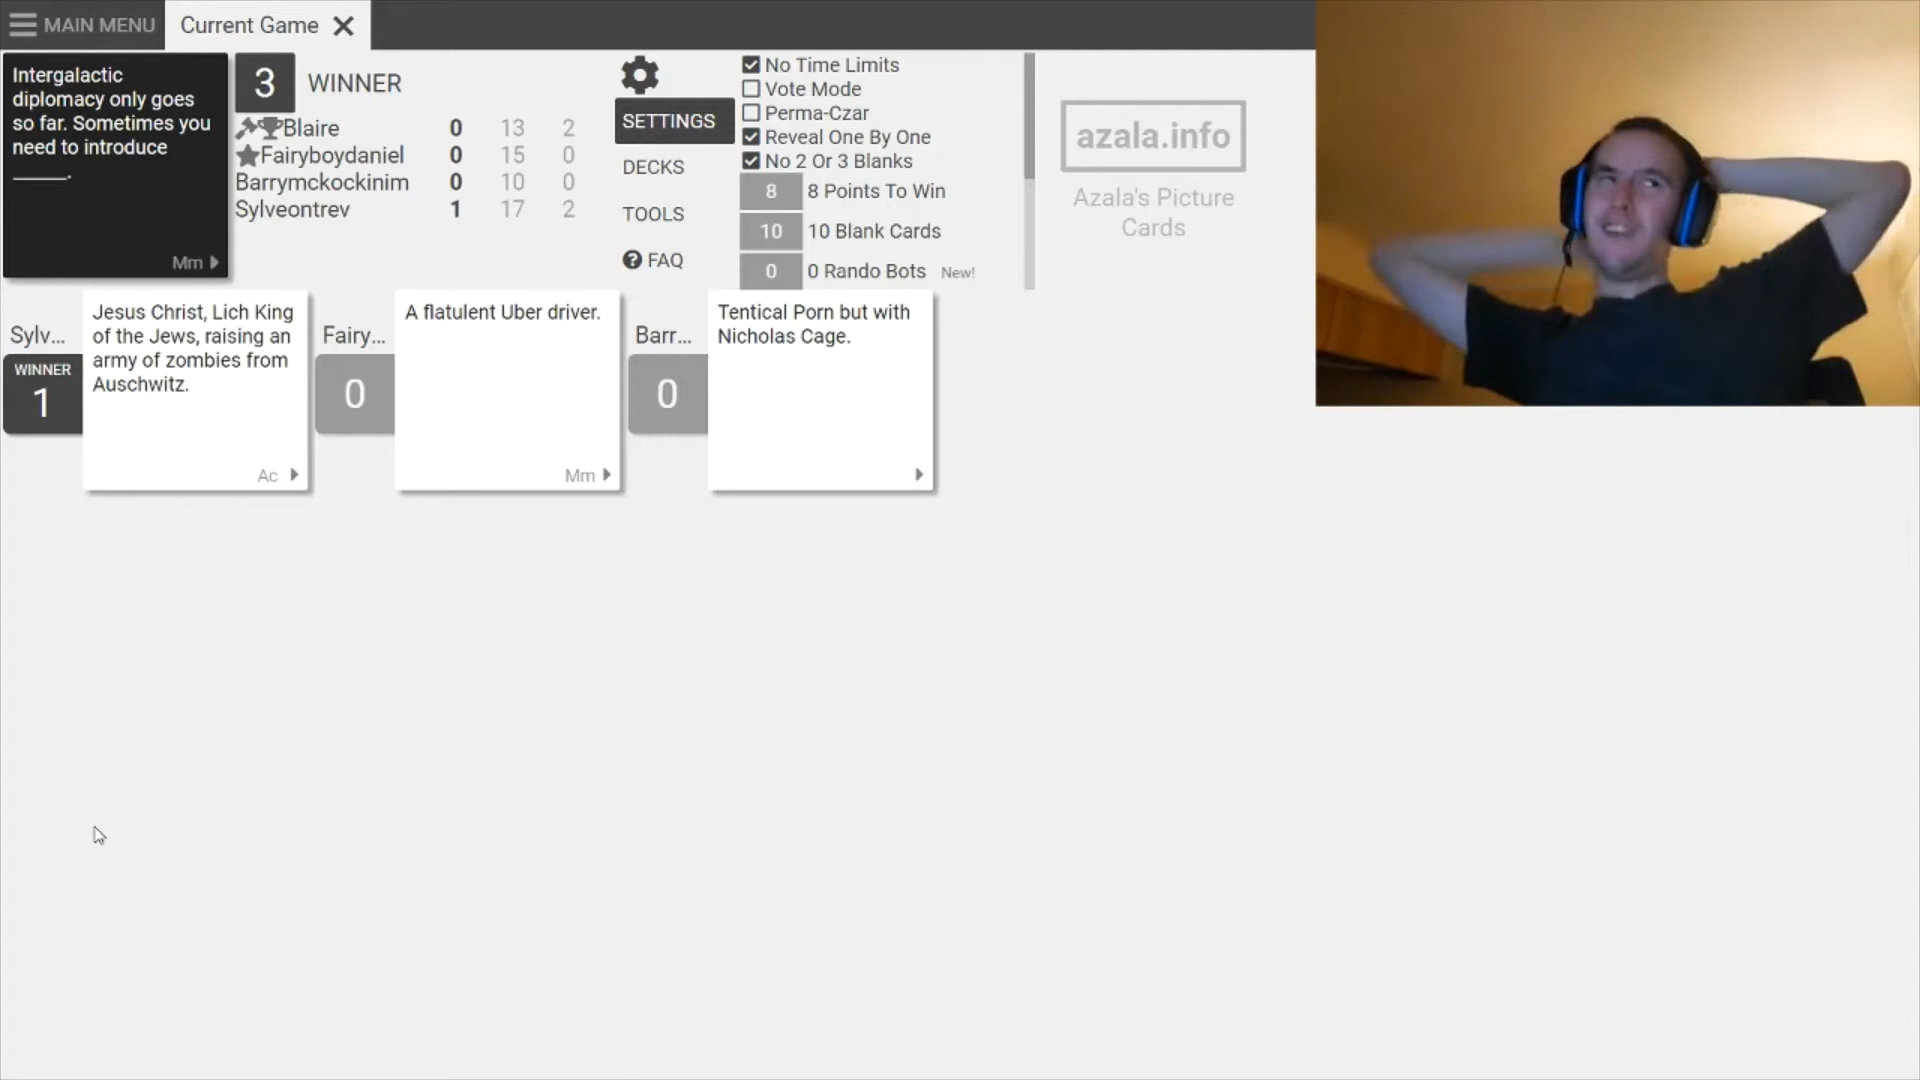 MAIN MENU
Current Game
Intergalactic
diplomacy only goes
so far. Sometimes you
need to introduce
_____.
Mm
3 WINNER
Blaire 0 13 2
Fairyboydaniel 0 15 0
Barrymckockinim 0 10 0
Sylveontrev 1 17 2
SETTINGS
DECKS
TOOLS
FAQ
No Time Limits
Vote Mode
Perma-Czar
Reveal One By One
No 2 Or 3 Blanks
8 8 Points To Win
10 10 Blank Cards
0 0 Rando Bots New!
azala.info
Azala's Picture
Cards
Sylv...
WINNER
1
Jesus Christ, Lich King
of the Jews, raising an
army of zombies from
Auschwitz.
Ac
Fairy...
0
A flatulent Uber driver.
Mm
Barr...
0
Tentical Porn but with
Nicholas Cage.